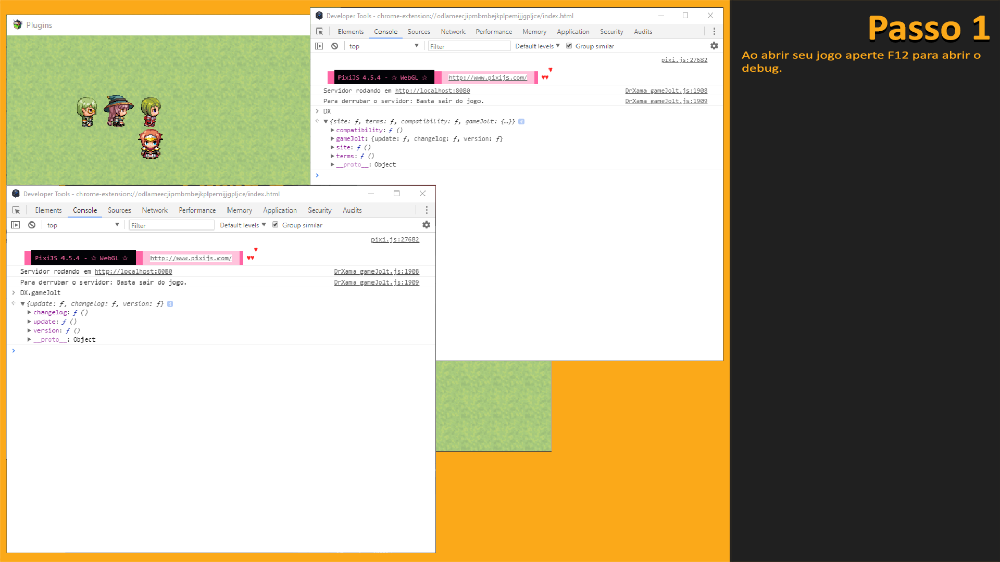 Plugins
Developer Tools - chrome-extension://odlameecjipmbmbejkplpemijjgpljce/index.html
Elements Console Sources Network Performance Memory Application Security Audits
top Filter Default levels Group similar
pixi.js:27682
PixiJS 4.5.4 - ☆ WebGL ☆ http://www.pixijs.com/ ♥♥♥
Servidor rodando em http://localhost:8080 DrXama_gameJolt.js:1908
Para derrubar o servidor: Basta sair do jogo. DrXama_gameJolt.js:1909
> DX
{site: ƒ, terms: ƒ, compatibility: ƒ, gameJolt: {…}} i
compatibility: ƒ ()
gameJolt: {update: ƒ, changelog: ƒ, version: ƒ}
site: ƒ ()
terms: ƒ ()
__proto__: Object
>
Developer Tools - chrome-extension://odlameecjipmbmbejkplpemijjgpljce/index.html
Elements Console Sources Network Performance Memory Application Security Audits
top Filter Default levels Group similar
pixi.js:27682
PixiJS 4.5.4 - ☆ WebGL ☆ http://www.pixijs.com/ ♥♥♥
Servidor rodando em http://localhost:8080 DrXama_gameJolt.js:1908
Para derrubar o servidor: Basta sair do jogo. DrXama_gameJolt.js:1909
> DX.gameJolt
{update: ƒ, changelog: ƒ, version: ƒ} i
changelog: ƒ ()
update: ƒ ()
version: ƒ ()
__proto__: Object
>
Passo 1
Ao abrir seu jogo aperte F12 para abrir o
debug.